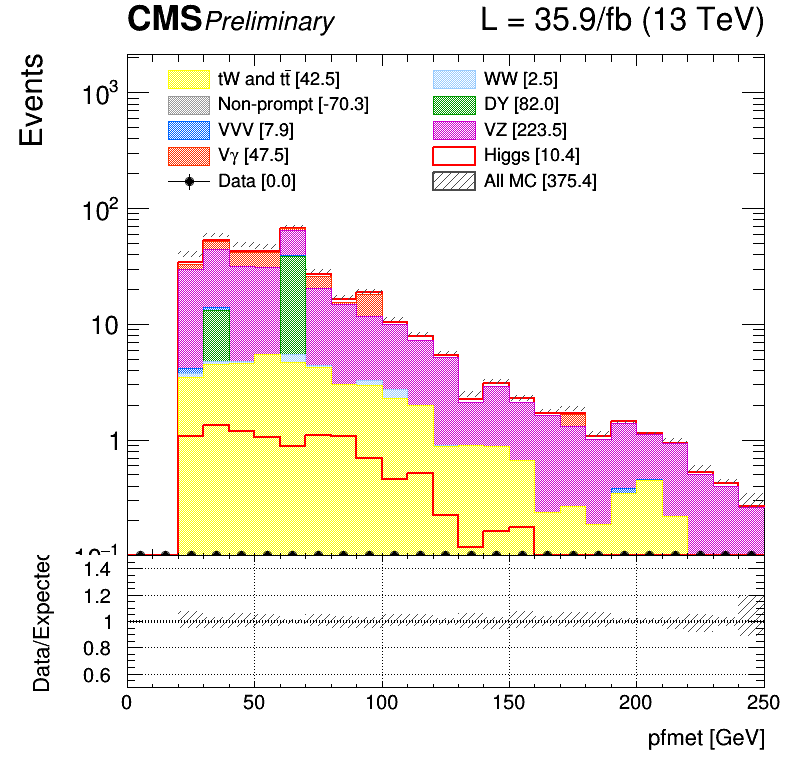 CMS Preliminary L = 35.9/fb (13 TeV)
Events
tW and tt̄ [42.5] WW [2.5]
Non-prompt [-70.3] DY [82.0]
VVV [7.9] VZ [223.5]
Vγ [47.5] Higgs [10.4]
Data [0.0] All MC [375.4]
10³
10²
10
1
10⁻¹
Data/Expected
1.4
1.2
1
0.8
0.6
0 50 100 150 200 250
pfmet [GeV]